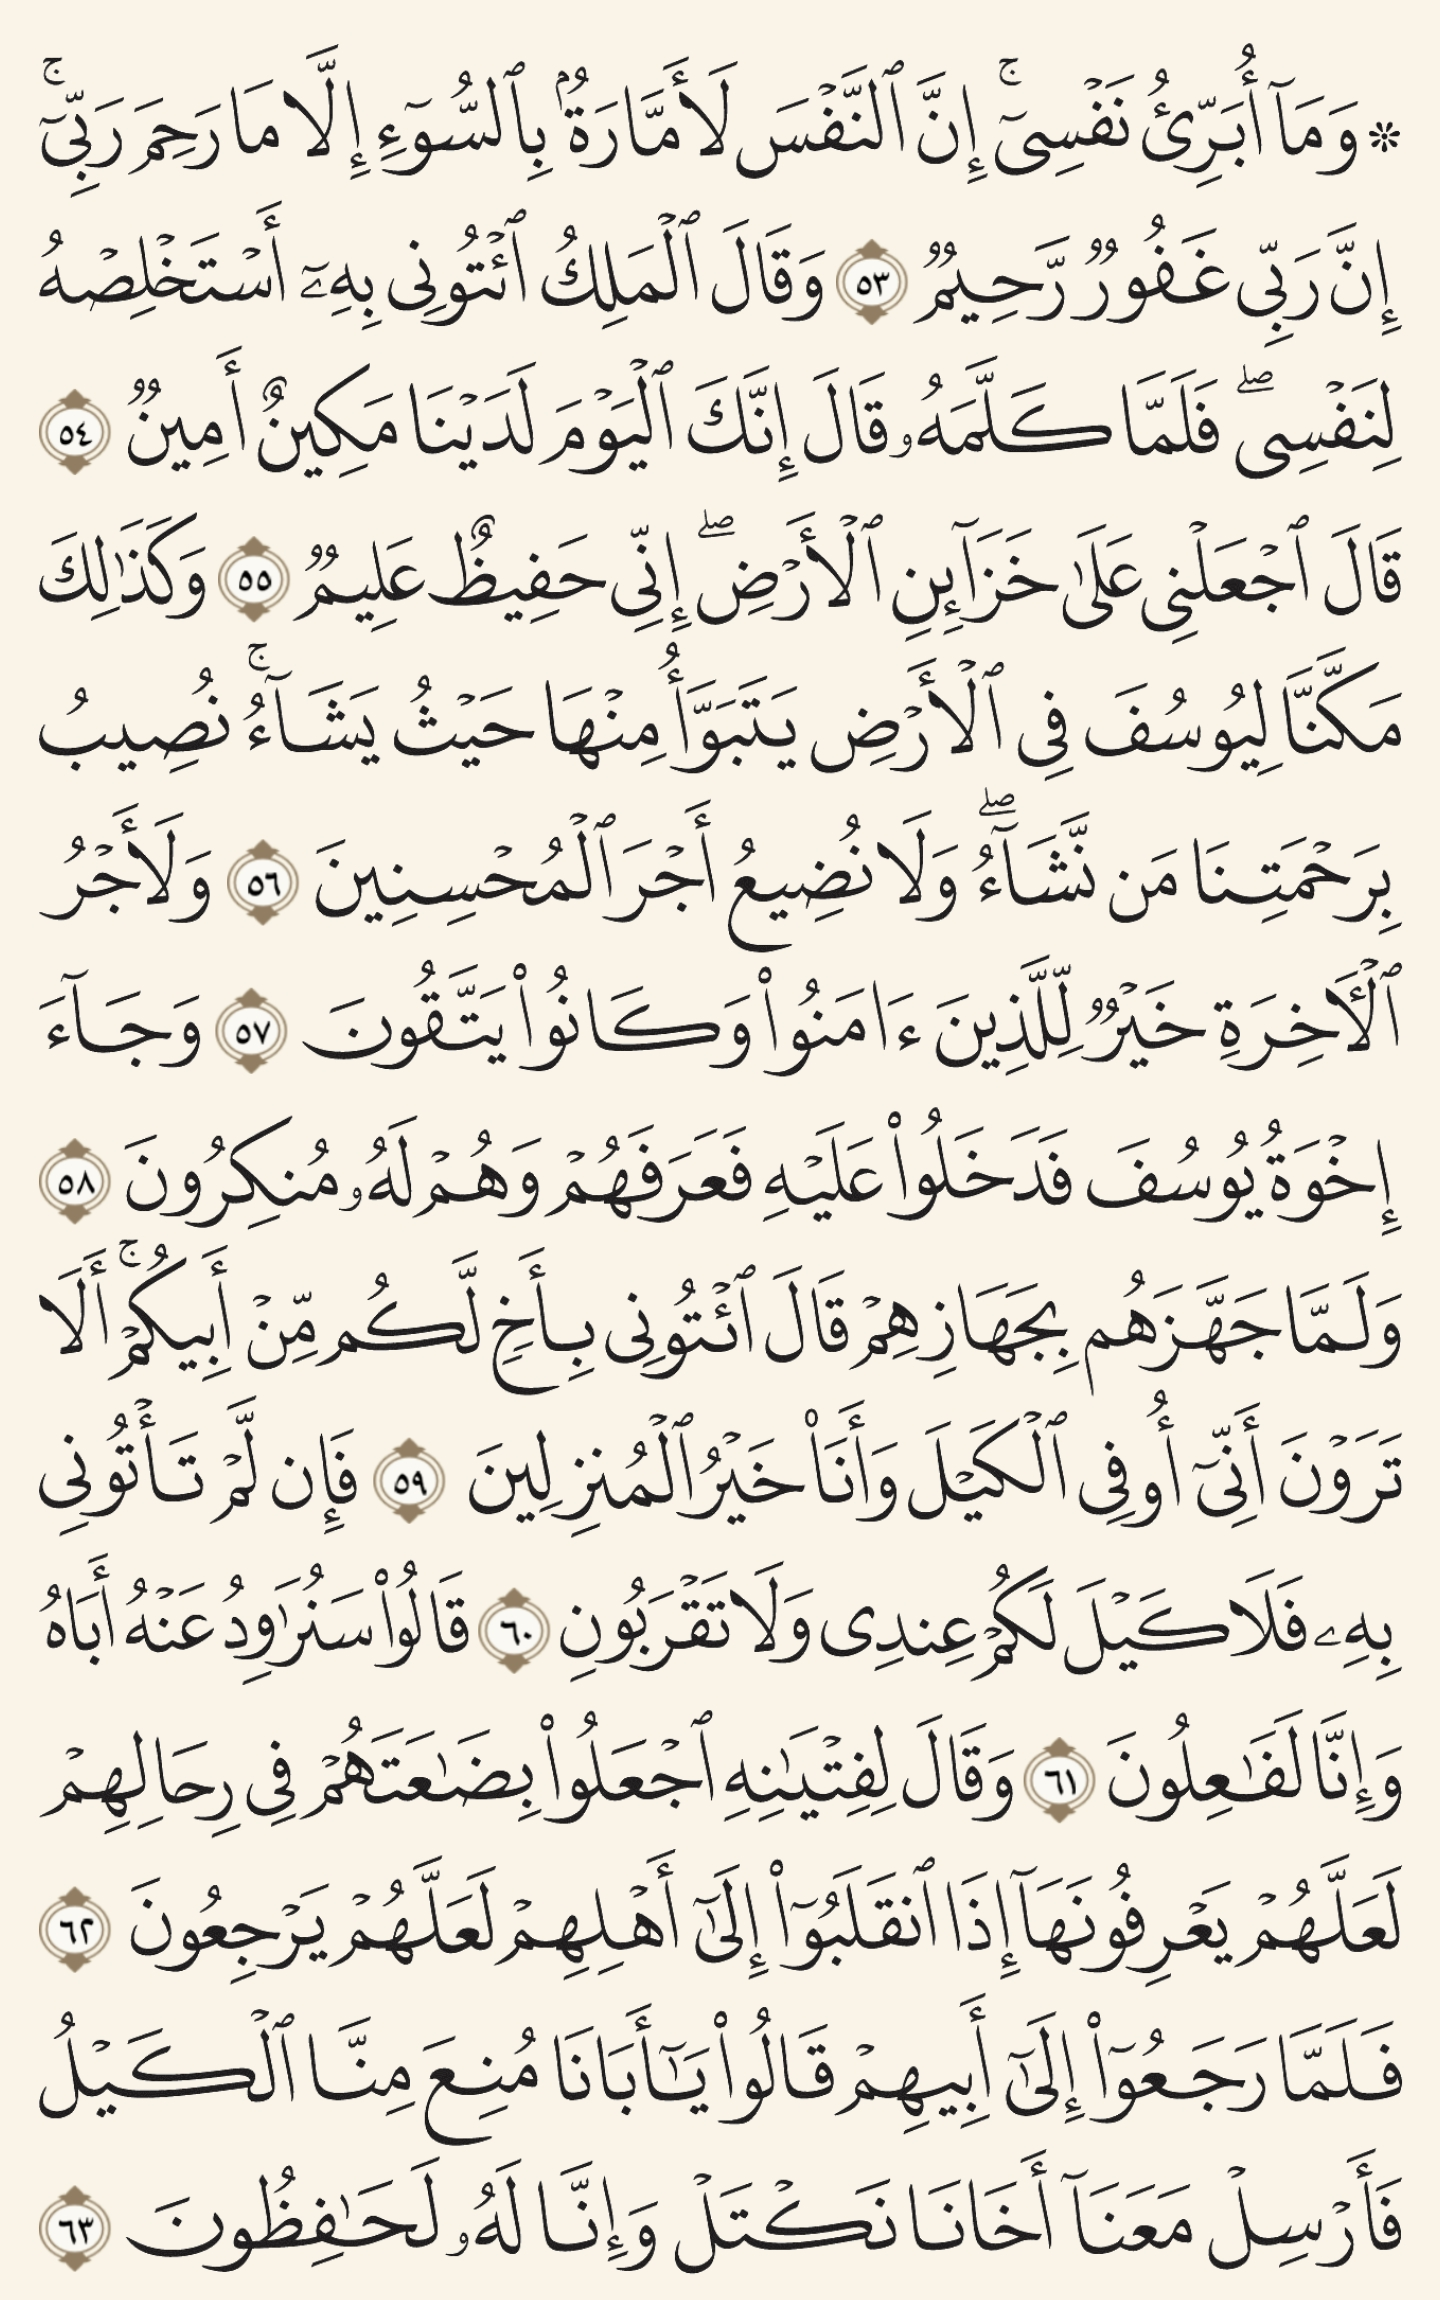 ۞ وَمَآ أُبَرِّئُ نَفۡسِيٓۚ إِنَّ ٱلنَّفۡسَ لَأَمَّارَةُۢ بِٱلسُّوٓءِ إِلَّا مَا رَحِمَ رَبِّيٓۚ
إِنَّ رَبِّي غَفُورٞ رَّحِيمٞ ٥٣ وَقَالَ ٱلۡمَلِكُ ٱئۡتُونِي بِهِۦٓ أَسۡتَخۡلِصۡهُ
لِنَفۡسِيۖ فَلَمَّا كَلَّمَهُۥ قَالَ إِنَّكَ ٱلۡيَوۡمَ لَدَيۡنَا مَكِينٌ أَمِينٞ ٥٤
قَالَ ٱجۡعَلۡنِي عَلَىٰ خَزَآئِنِ ٱلۡأَرۡضِۖ إِنِّي حَفِيظٌ عَلِيمٞ ٥٥ وَكَذَٰلِكَ
مَكَّنَّا لِيُوسُفَ فِي ٱلۡأَرۡضِ يَتَبَوَّأُ مِنۡهَا حَيۡثُ يَشَآءُۚ نُصِيبُ
بِرَحۡمَتِنَا مَن نَّشَآءُۖ وَلَا نُضِيعُ أَجۡرَ ٱلۡمُحۡسِنِينَ ٥٦ وَلَأَجۡرُ
ٱلۡأٓخِرَةِ خَيۡرٞ لِّلَّذِينَ ءَامَنُواْ وَكَانُواْ يَتَّقُونَ ٥٧ وَجَآءَ
إِخۡوَةُ يُوسُفَ فَدَخَلُواْ عَلَيۡهِ فَعَرَفَهُمۡ وَهُمۡ لَهُۥ مُنكِرُونَ ٥٨
وَلَمَّا جَهَّزَهُم بِجَهَازِهِمۡ قَالَ ٱئۡتُونِي بِأَخٖ لَّكُم مِّنۡ أَبِيكُمۡۚ أَلَا
تَرَوۡنَ أَنِّيٓ أُوفِي ٱلۡكَيۡلَ وَأَنَا۠ خَيۡرُ ٱلۡمُنزِلِينَ ٥٩ فَإِن لَّمۡ تَأۡتُونِي
بِهِۦ فَلَا كَيۡلَ لَكُمۡ عِندِي وَلَا تَقۡرَبُونِ ٦٠ قَالُواْ سَنُرَٰوِدُ عَنۡهُ أَبَاهُ
وَإِنَّا لَفَٰعِلُونَ ٦١ وَقَالَ لِفِتۡيَٰنِهِ ٱجۡعَلُواْ بِضَٰعَتَهُمۡ فِي رِحَالِهِمۡ
لَعَلَّهُمۡ يَعۡرِفُونَهَآ إِذَا ٱنقَلَبُوٓاْ إِلَىٰٓ أَهۡلِهِمۡ لَعَلَّهُمۡ يَرۡجِعُونَ ٦٢
فَلَمَّا رَجَعُوٓاْ إِلَىٰٓ أَبِيهِمۡ قَالُواْ يَٰٓأَبَانَا مُنِعَ مِنَّا ٱلۡكَيۡلُ
فَأَرۡسِلۡ مَعَنَآ أَخَانَا نَكۡتَلۡ وَإِنَّا لَهُۥ لَحَٰفِظُونَ ٦٣